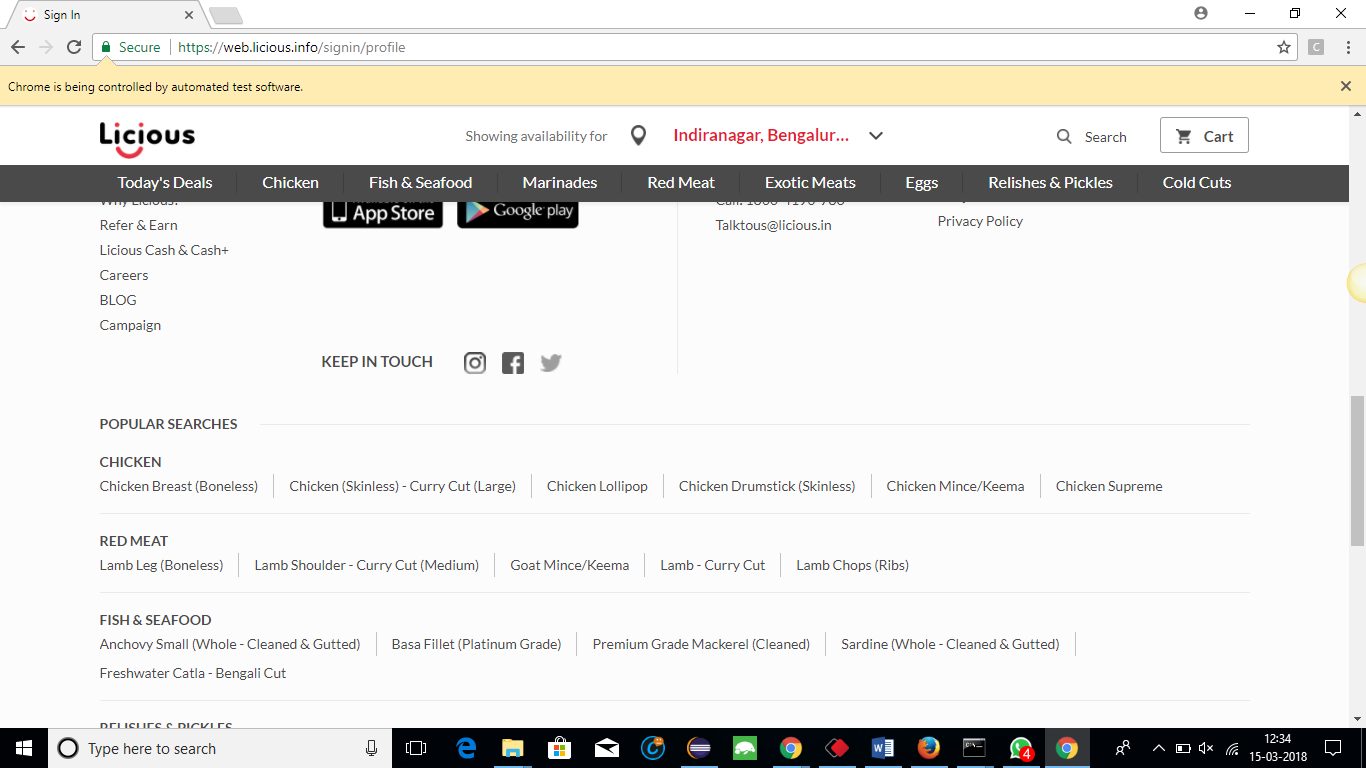 Sign In
Secure https://web.licious.info/signin/profile
C
Chrome is being controlled by automated test software.
Licious Showing availability for Indiranagar, Bengalur... Search Cart
Today's Deals Chicken Fish & Seafood Marinades Red Meat Exotic Meats Eggs Relishes & Pickles Cold Cuts
Why Licious?
App Store Google play
Refer & Earn Talktous@licious.in Privacy Policy
Licious Cash & Cash+
Careers
BLOG
Campaign
KEEP IN TOUCH
POPULAR SEARCHES
CHICKEN
Chicken Breast (Boneless) Chicken (Skinless) - Curry Cut (Large) Chicken Lollipop Chicken Drumstick (Skinless) Chicken Mince/Keema Chicken Supreme
RED MEAT
Lamb Leg (Boneless) Lamb Shoulder - Curry Cut (Medium) Goat Mince/Keema Lamb - Curry Cut Lamb Chops (Ribs)
FISH & SEAFOOD
Anchovy Small (Whole - Cleaned & Gutted) Basa Fillet (Platinum Grade) Premium Grade Mackerel (Cleaned) Sardine (Whole - Cleaned & Gutted)
Freshwater Catla - Bengali Cut
RELISHES & PICKLES
Type here to search
4
12:34
15-03-2018